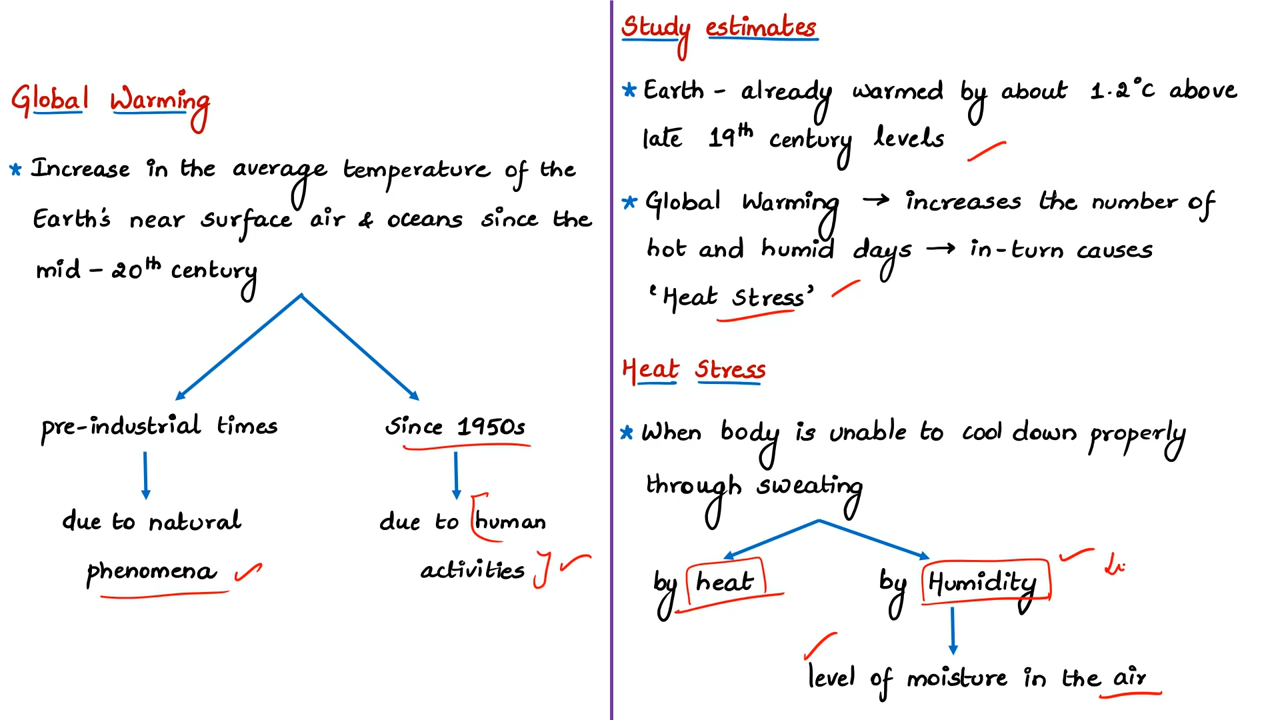 Global Warming
* Increase in the average temperature of the
Earth's near surface air & oceans since the
mid - 20th century
pre-industrial times
since 1950s
due to natural
phenomena
due to human
activities
Study estimates
* Earth - already warmed by about 1.2°C above
late 19th century levels
* Global Warming → increases the number of
hot and humid days → in-turn causes
'Heat Stress'
Heat Stress
* When body is unable to cool down properly
through sweating
by heat
by Humidity
level of moisture in the air